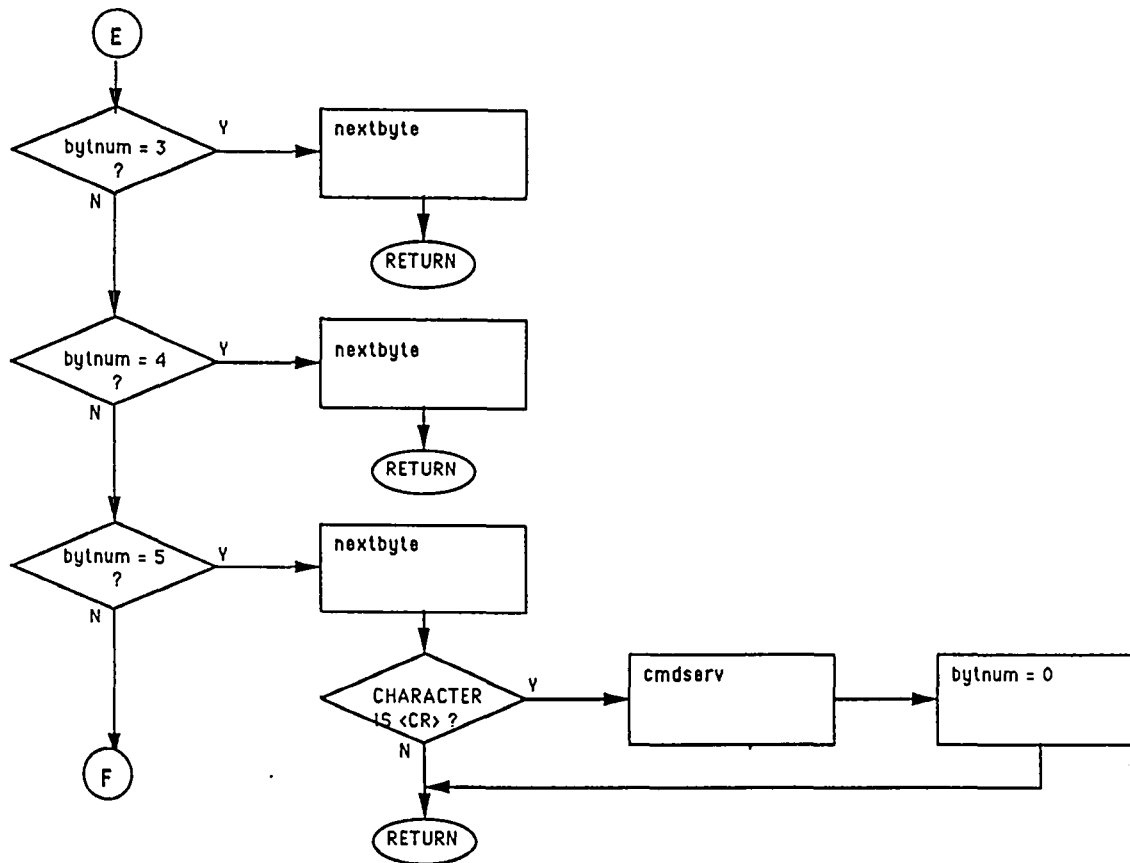 E
bytnum = 3
?
Y
N
nextbyte
RETURN
bytnum = 4
?
Y
N
nextbyte
RETURN
bytnum = 5
?
Y
N
nextbyte
CHARACTER
IS <CR> ?
Y
N
cmdserv
bytnum = 0
F
RETURN